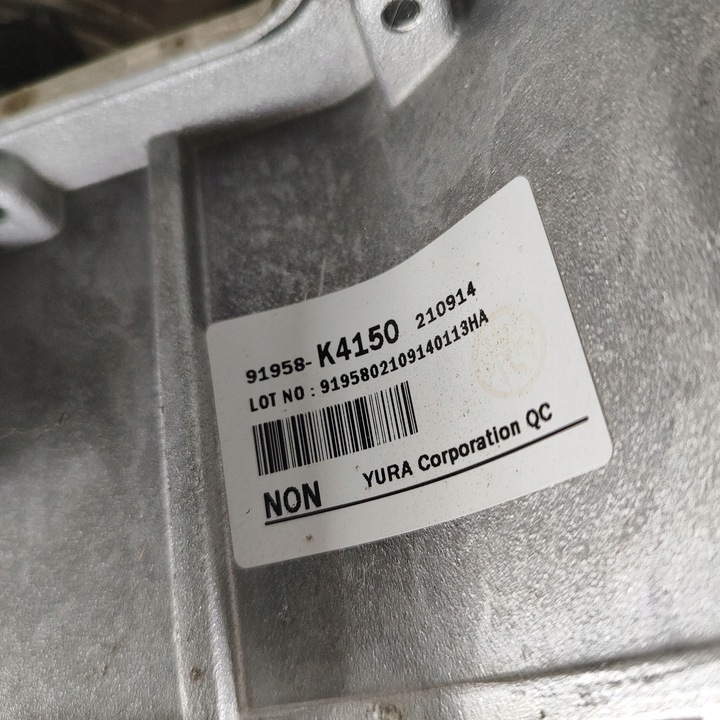 91958-K4150 210914
LOT NO : 9195802109140113HA
NON YURA Corporation QC